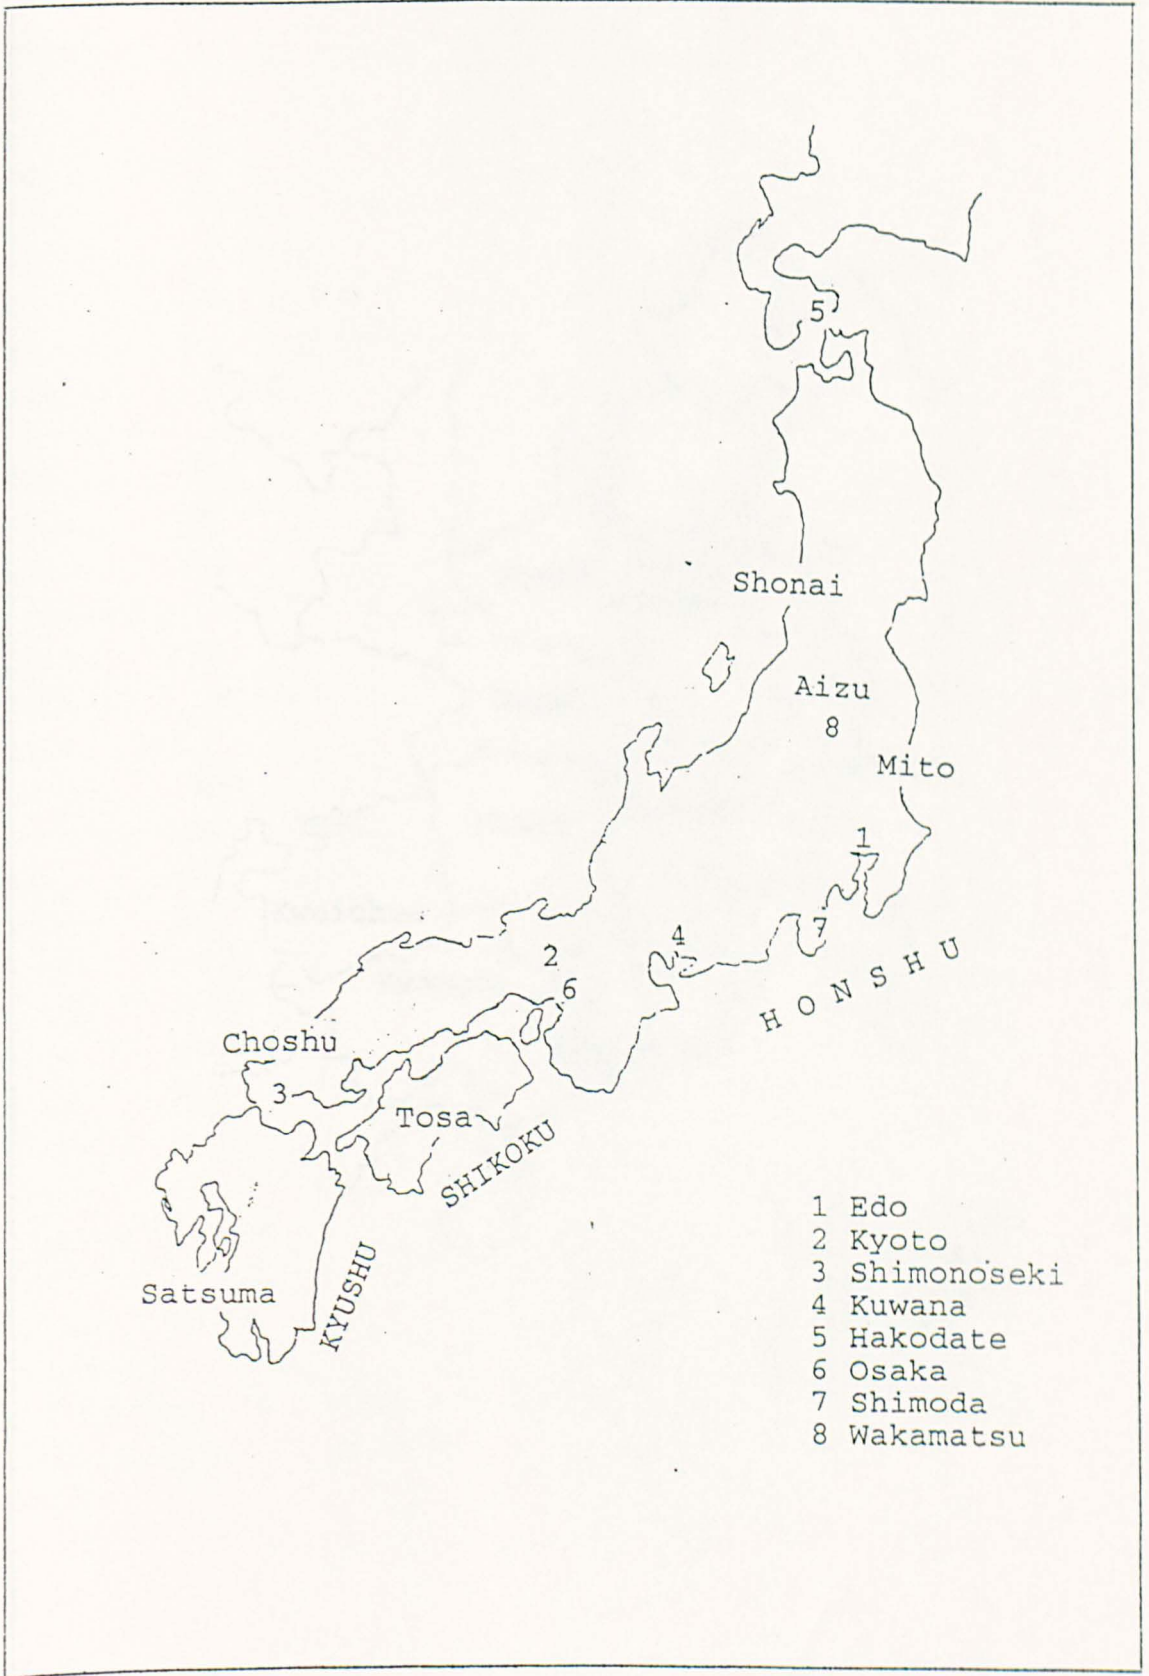 5
Shonai
Aizu
8
Mito
1
7
4
2
6
HONSHU
Choshu
3
Tosa
SHIKOKU
Satsuma
KYUSHU
1 Edo
2 Kyoto
3 Shimonoseki
4 Kuwana
5 Hakodate
6 Osaka
7 Shimoda
8 Wakamatsu